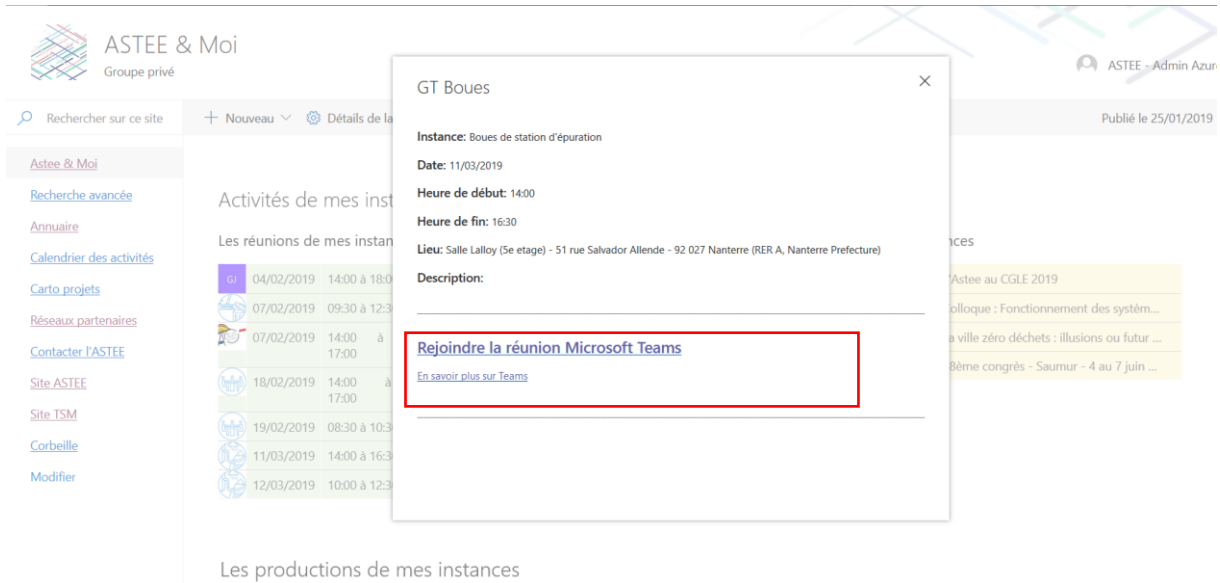 ASTEE & Moi
Groupe privé
ASTEE - Admin Azur
Rechercher sur ce site
Nouveau
Détails de la
Publié le 25/01/2019
Astee & Moi
Recherche avancée
Annuaire
Calendrier des activités
Carto projets
Réseaux partenaires
Contacter l'ASTEE
Site ASTEE
Site TSM
Corbeille
Modifier
Activités de mes inst
Les réunions de mes instan
GJ 04/02/2019 14:00 à 18:0
07/02/2019 09:30 à 12:3
07/02/2019 14:00 à
17:00
18/02/2019 14:00 à
17:00
19/02/2019 08:30 à 10:3
11/03/2019 14:00 à 16:3
12/03/2019 10:00 à 12:3
GT Boues
Instance: Boues de station d'épuration
Date: 11/03/2019
Heure de début: 14:00
Heure de fin: 16:30
Lieu: Salle Lalloy (5e etage) - 51 rue Salvador Allende - 92 027 Nanterre (RER A, Nanterre Prefecture)
Description:
Rejoindre la réunion Microsoft Teams
En savoir plus sur Teams
nces
'Astee au CGLE 2019
olloque : Fonctionnement des systém...
a ville zéro déchets : illusions ou futur ...
8ème congrès - Saumur - 4 au 7 juin ...
Les productions de mes instances